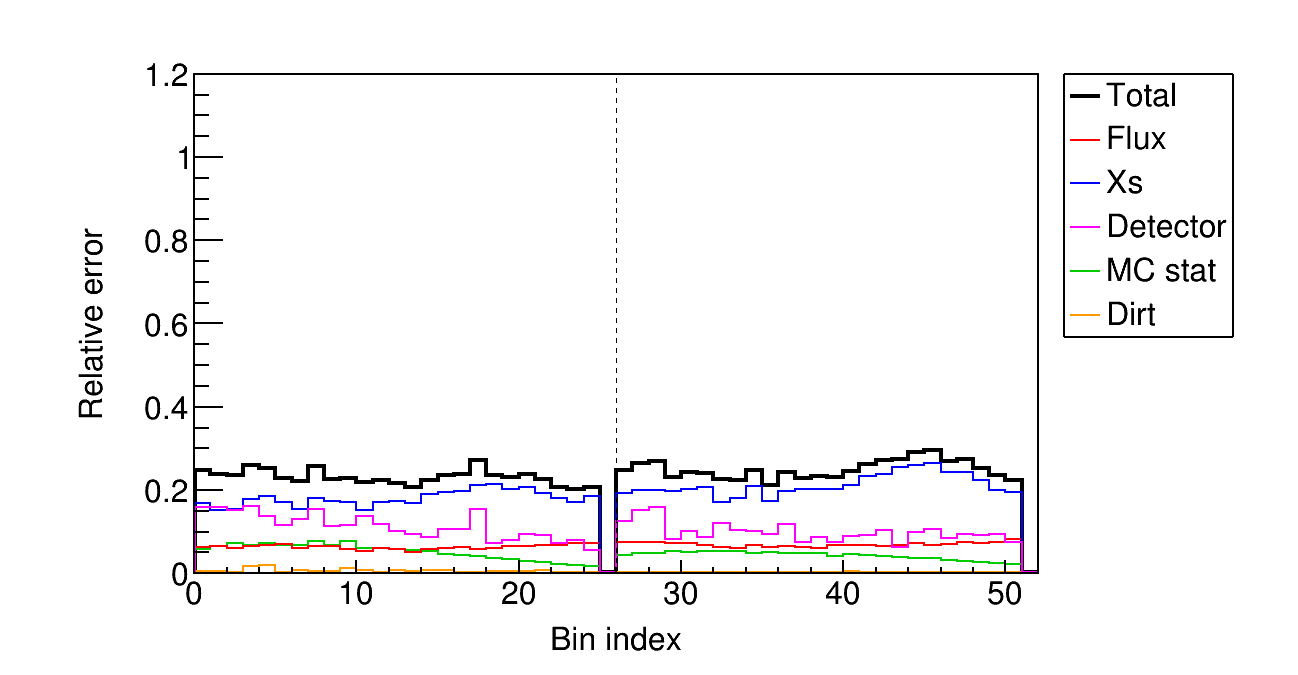 1.2
1
0.8
0.6
0.4
0.2
0
0 10 20 30 40 50
Relative error
Bin index
Total
Flux
Xs
Detector
MC stat
Dirt